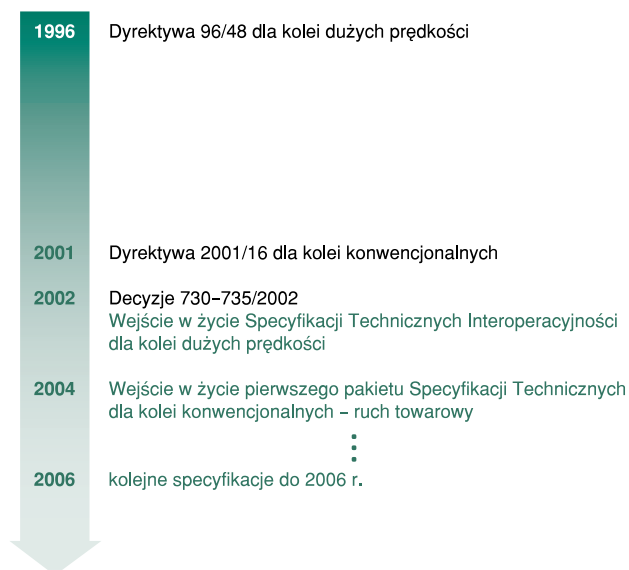 1996 Dyrektywa 96/48 dla kolei dużych prędkości
2001 Dyrektywa 2001/16 dla kolei konwencjonalnych
2002 Decyzje 730–735/2002
Wejście w życie Specyfikacji Technicznych Interoperacyjności
dla kolei dużych prędkości
2004 Wejście w życie pierwszego pakietu Specyfikacji Technicznych
dla kolei konwencjonalnych – ruch towarowy
2006 kolejne specyfikacje do 2006 r.